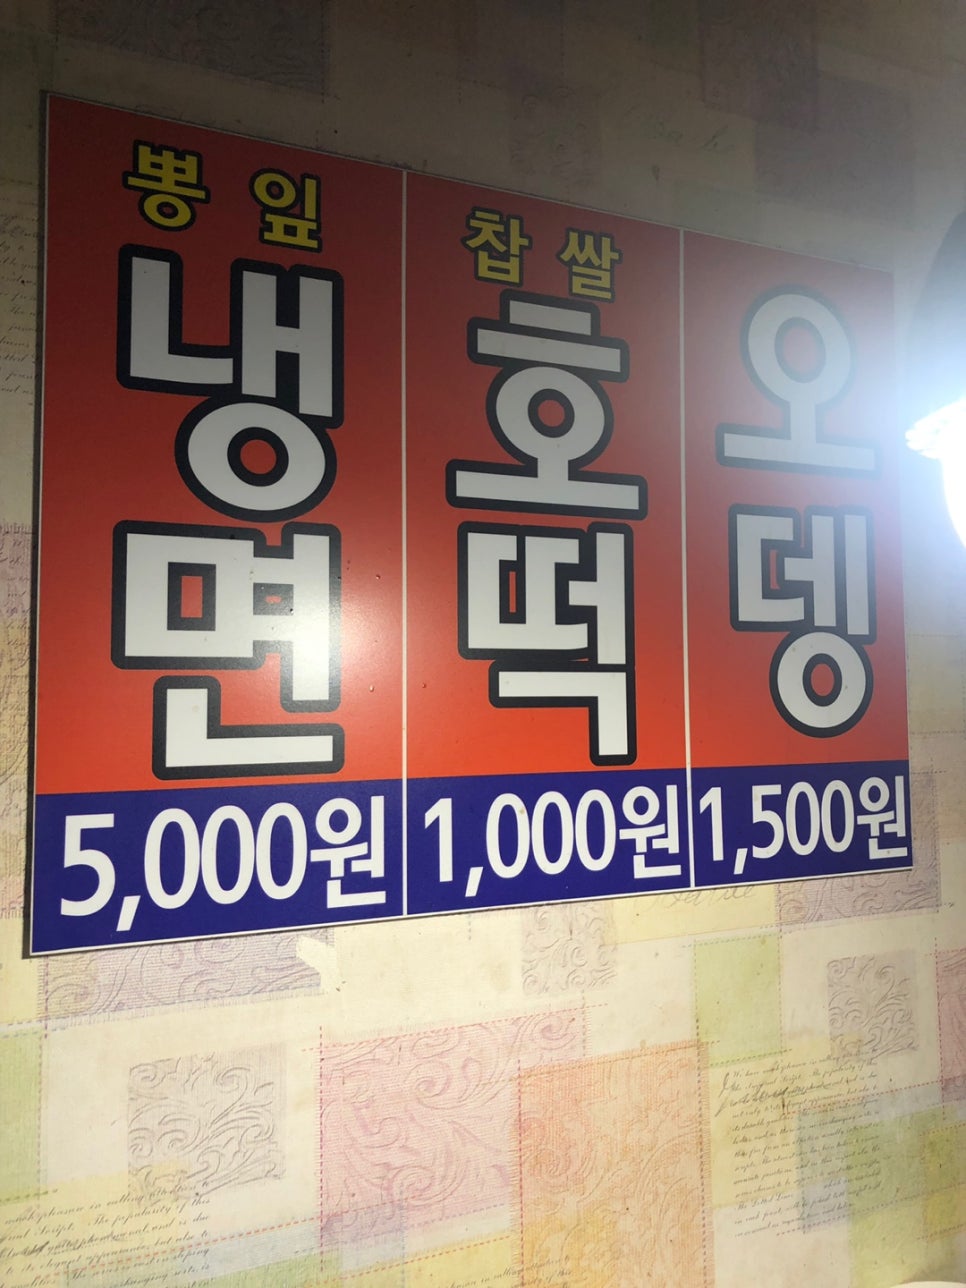 뽕잎
냉면
5,000원
찹쌀
호떡
1,000원
오뎅
1,500원